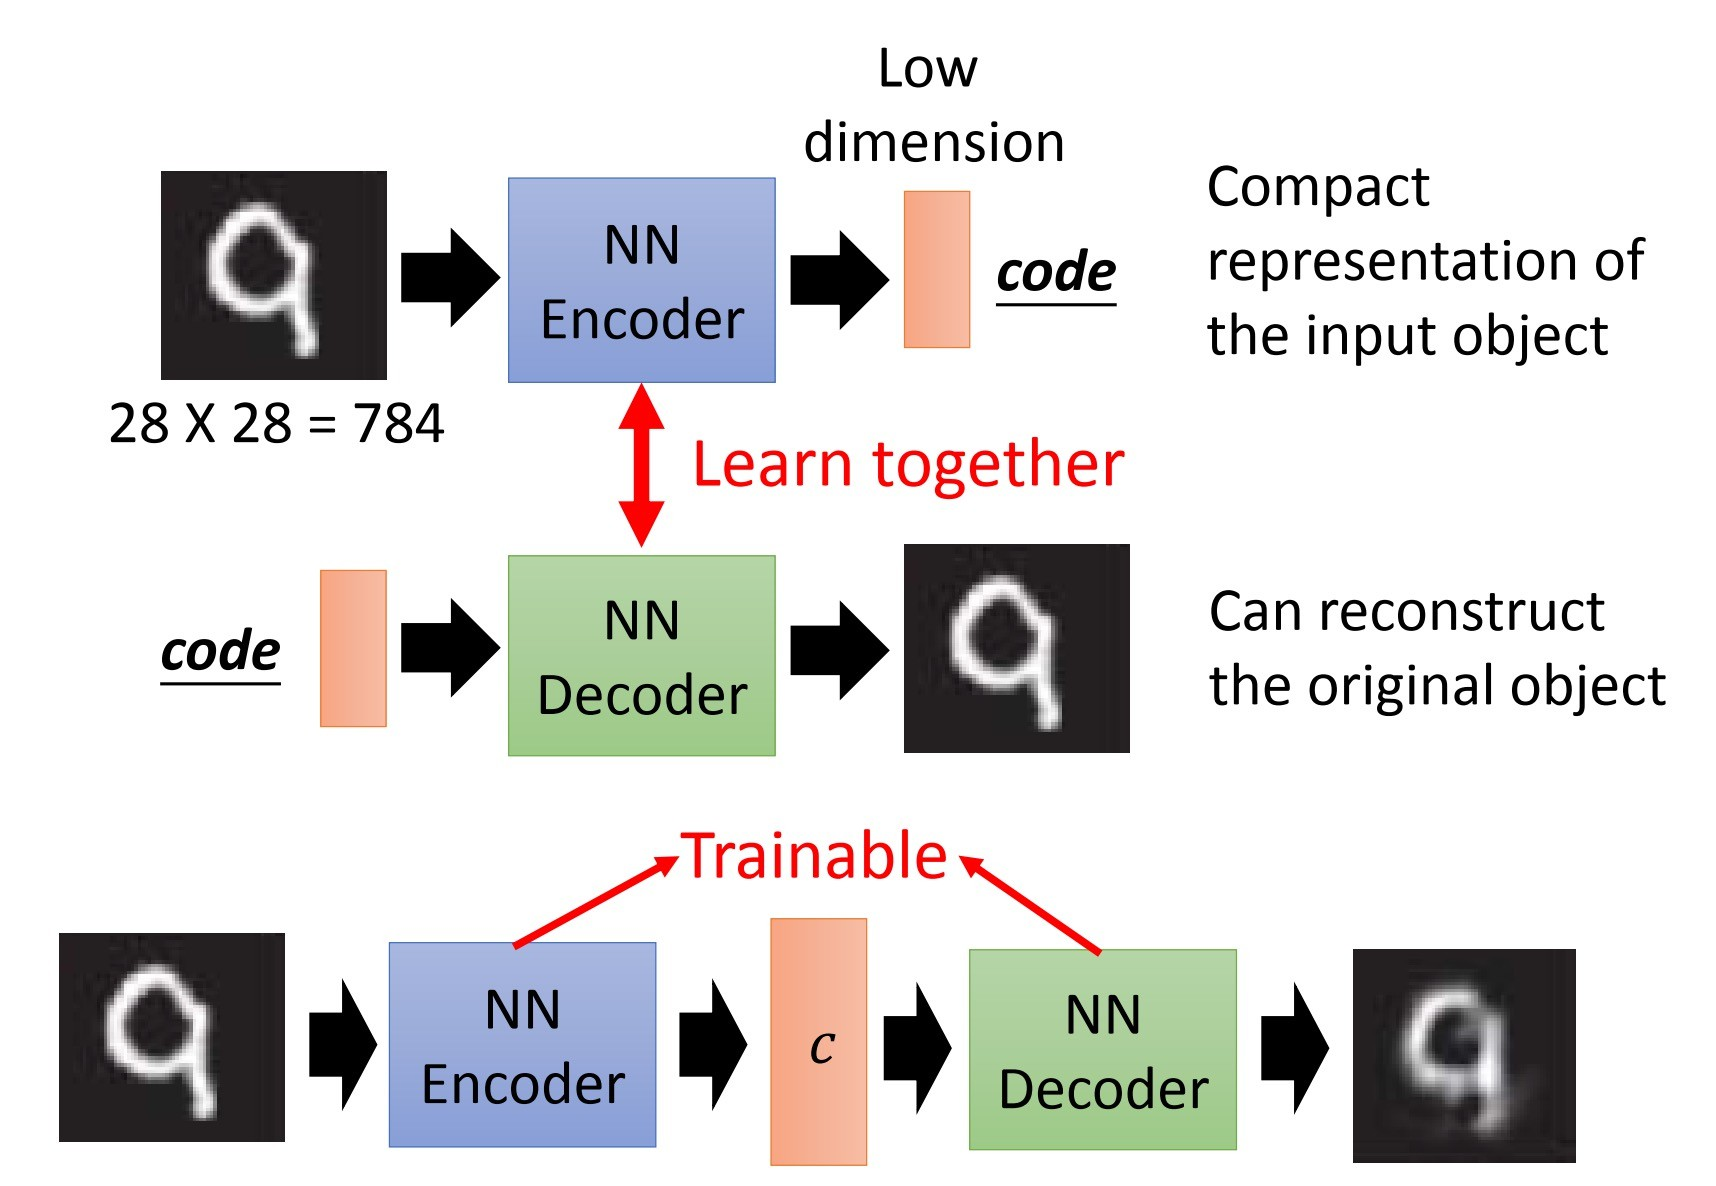 Low
dimension
NN
Encoder
code
Compact
representation of
the input object
28 X 28 = 784
Learn together
code
NN
Decoder
Can reconstruct
the original object
Trainable
NN
Encoder
c
NN
Decoder